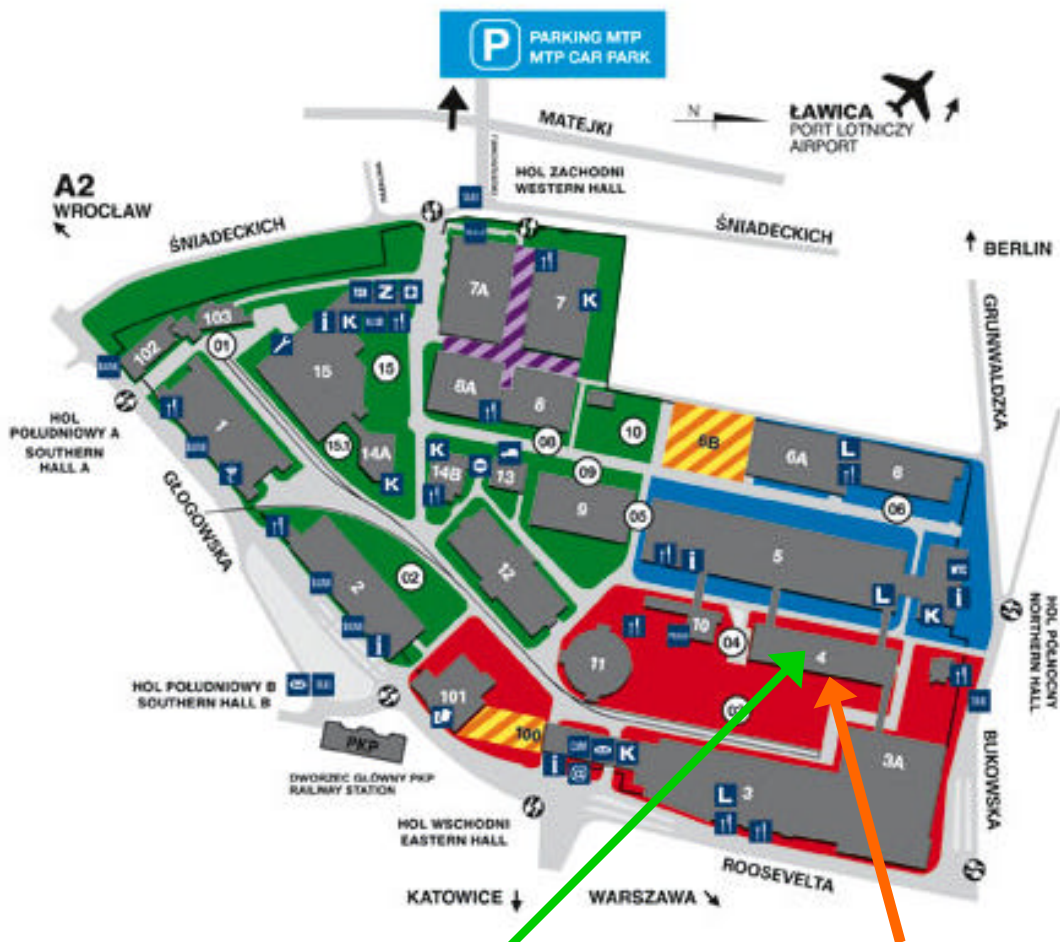 P
PARKING MTP
MTP CAR PARK
MATEJKI
N
ŁAWICA
PORT LOTNICZY
AIRPORT
HOL ZACHODNI
WESTERN HALL
A2
WROCŁAW
ŚNIADECKICH
ŚNIADECKICH
BERLIN
GRUNWALDZKA
7A
7
K
103
102
01
Z
i
K
15
15
8A
8
08
10
6B
6A
L
6
06
HOL
POŁUDNIOWY A
SOUTHERN
HALL A
1
15.1
14A
K
K
14B
13
09
9
05
GŁOGOWSKA
i
5
L
WTC
i
K
HOL PÓŁNOCNY
NORTHERN HALL
2
02
i
12
10
04
4
11
03
HOL POŁUDNIOWY B
SOUTHERN HALL B
101
100
PKP
DWORZEC GŁÓWNY PKP
RAILWAY STATION
i
@
K
3A
3
L
BUKOWSKA
HOL WSCHODNI
EASTERN HALL
ROOSEVELTA
KATOWICE
WARSZAWA